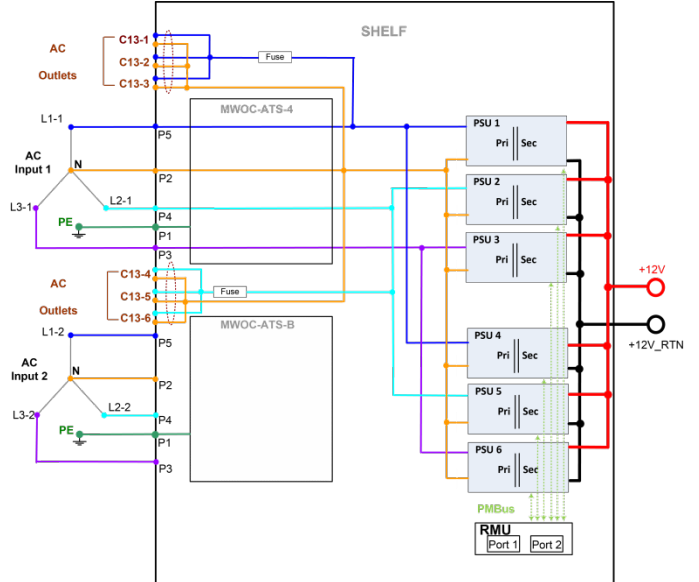 SHELF
AC
Outlets
C13-1
C13-2
C13-3
Fuse
MWOC-ATS-4
L1-1
P5
AC
Input 1
N
P2
L3-1
L2-1
P4
PE
P1
P3
PSU 1
Pri Sec
PSU 2
Pri Sec
PSU 3
Pri Sec
+12V
+12V_RTN
AC
Outlets
C13-4
C13-5
C13-6
Fuse
MWOC-ATS-B
L1-2
P5
AC
Input 2
N
P2
L3-2
L2-2
P4
PE
P1
P3
PSU 4
Pri Sec
PSU 5
Pri Sec
PSU 6
Pri Sec
PMBus
RMU
Port 1
Port 2